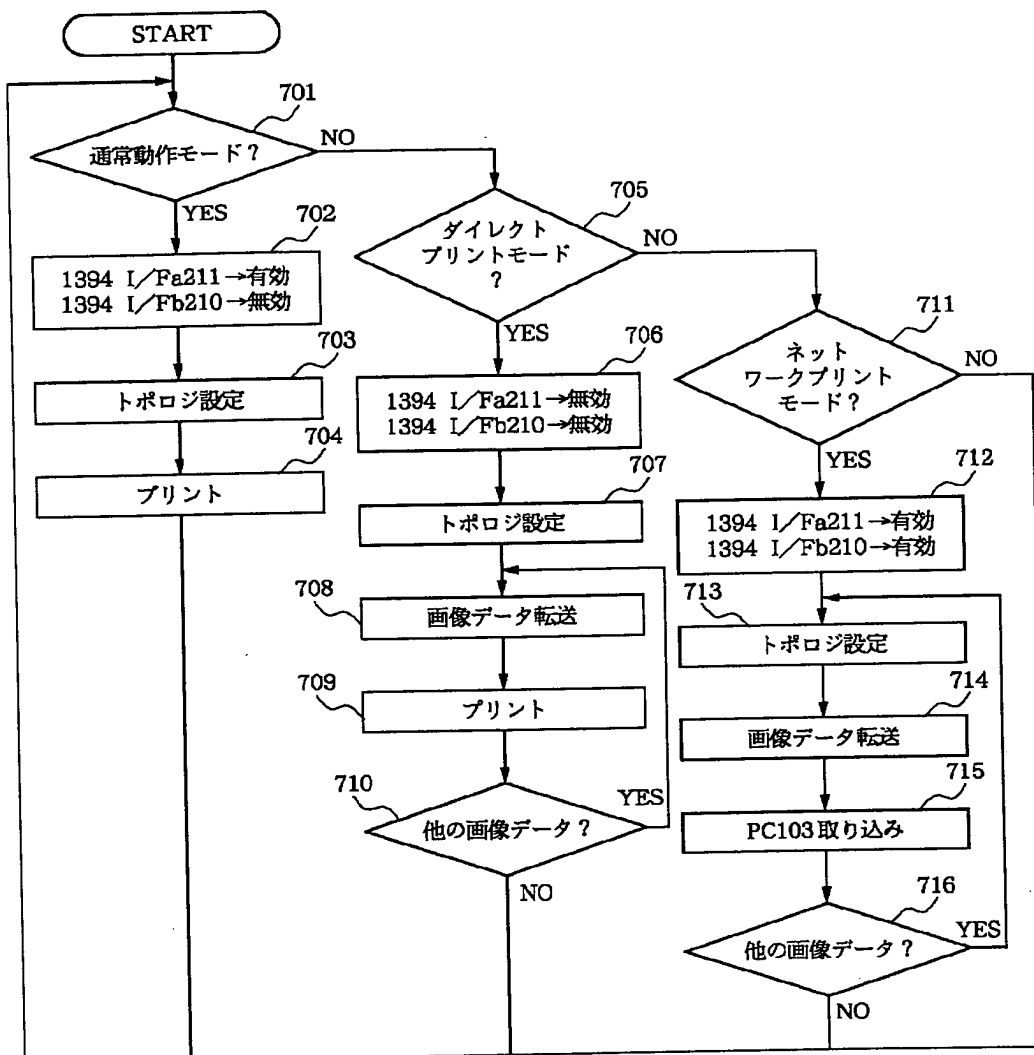 START
701
通常動作モード?
NO
YES
702
1394 I/Fa211→有効
1394 I/Fb210→無効
703
トポロジ設定
704
プリント
705
ダイレクト
プリントモード
?
NO
YES
706
1394 I/Fa211→無効
1394 I/Fb210→無効
707
トポロジ設定
708
画像データ転送
709
プリント
710
他の画像データ?
YES
NO
711
ネット
ワークプリント
モード?
NO
YES
712
1394 I/Fa211→有効
1394 I/Fb210→有効
713
トポロジ設定
714
画像データ転送
715
PC103取り込み
716
他の画像データ?
YES
NO